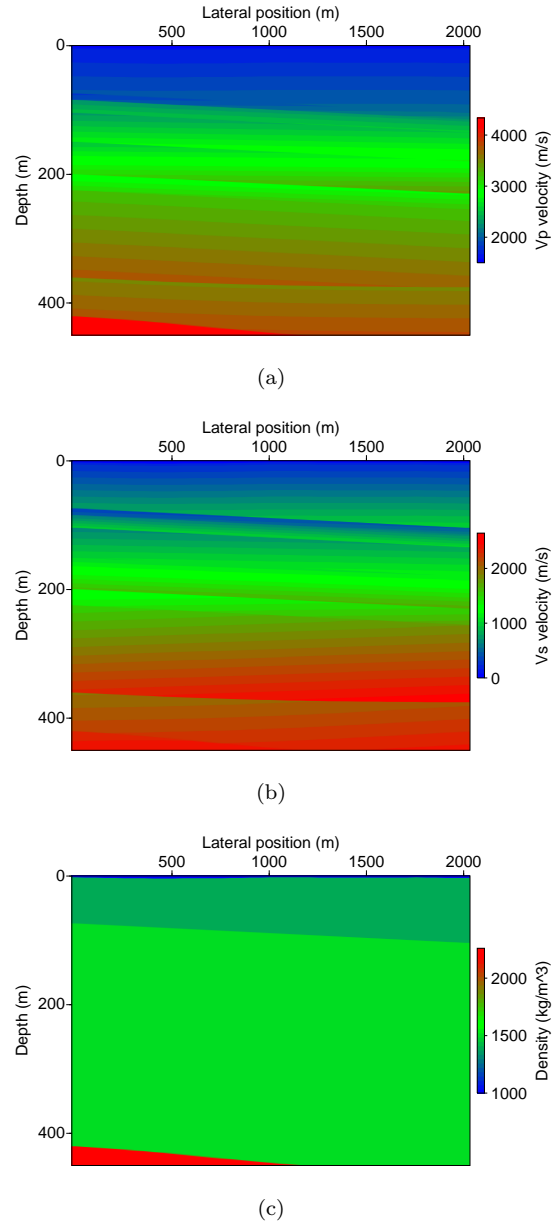 Lateral position (m)
500 1000 1500 2000
0
200
400
Depth (m)
4000
3000
2000
Vp velocity (m/s)
(a)
Lateral position (m)
500 1000 1500 2000
0
200
400
Depth (m)
2000
1000
0
Vs velocity (m/s)
(b)
Lateral position (m)
500 1000 1500 2000
0
200
400
Depth (m)
2000
1500
1000
Density (kg/m^3)
(c)